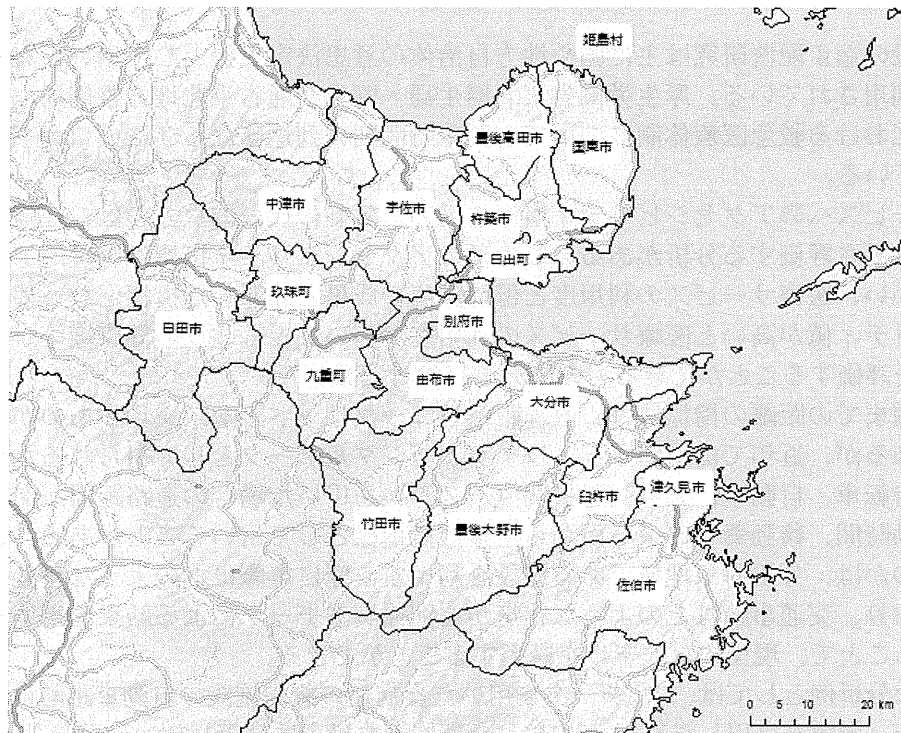 姫島村
豊後高田市
国東市
中津市
宇佐市
杵築市
日出町
玖珠町
別府市
日田市
九重町
由布市
大分市
臼杵市
津久見市
竹田市
豊後大野市
佐伯市
0 5 10 20 km